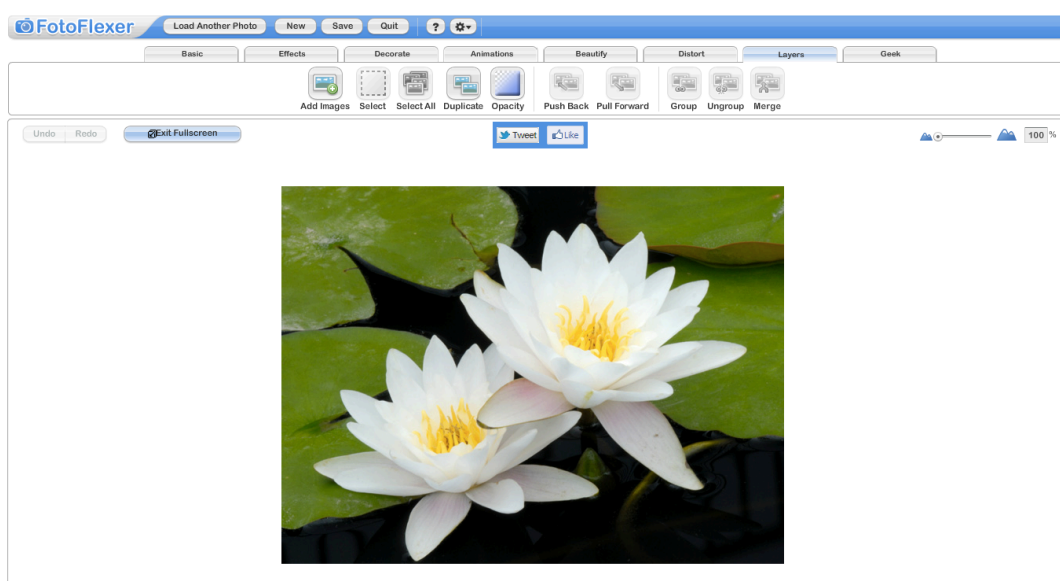 FotoFlexer Load Another Photo New Save Quit ?
Basic Effects Decorate Animations Beautify Distort Layers Geek
Add Images Select Select All Duplicate Opacity Push Back Pull Forward Group Ungroup Merge
Undo Redo Exit Fullscreen Tweet Like 100 %